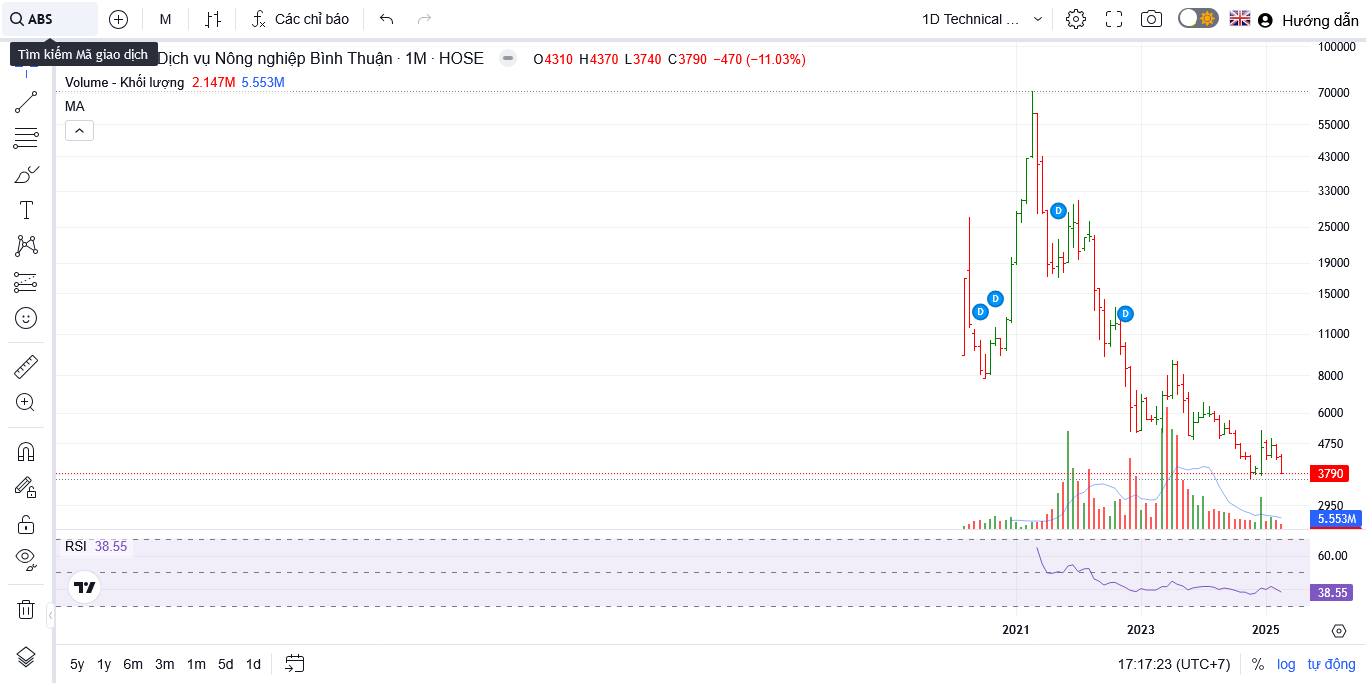 ABS
M
Các chỉ báo
1D Technical ...
Hướng dẫn
Tìm kiếm Mã giao dịch
Dịch vụ Nông nghiệp Bình Thuận · 1M · HOSE
O4310 H4370 L3740 C3790 −470 (−11.03%)
Volume - Khối lượng 2.147M 5.553M
MA
100000
70000
55000
43000
33000
25000
19000
15000
11000
8000
6000
4750
3790
2950
5.553M
D
D
D
D
RSI 38.55
60.00
38.55
2021 2023 2025
5y 1y 6m 3m 1m 5d 1d
17:17:23 (UTC+7) % log tự động